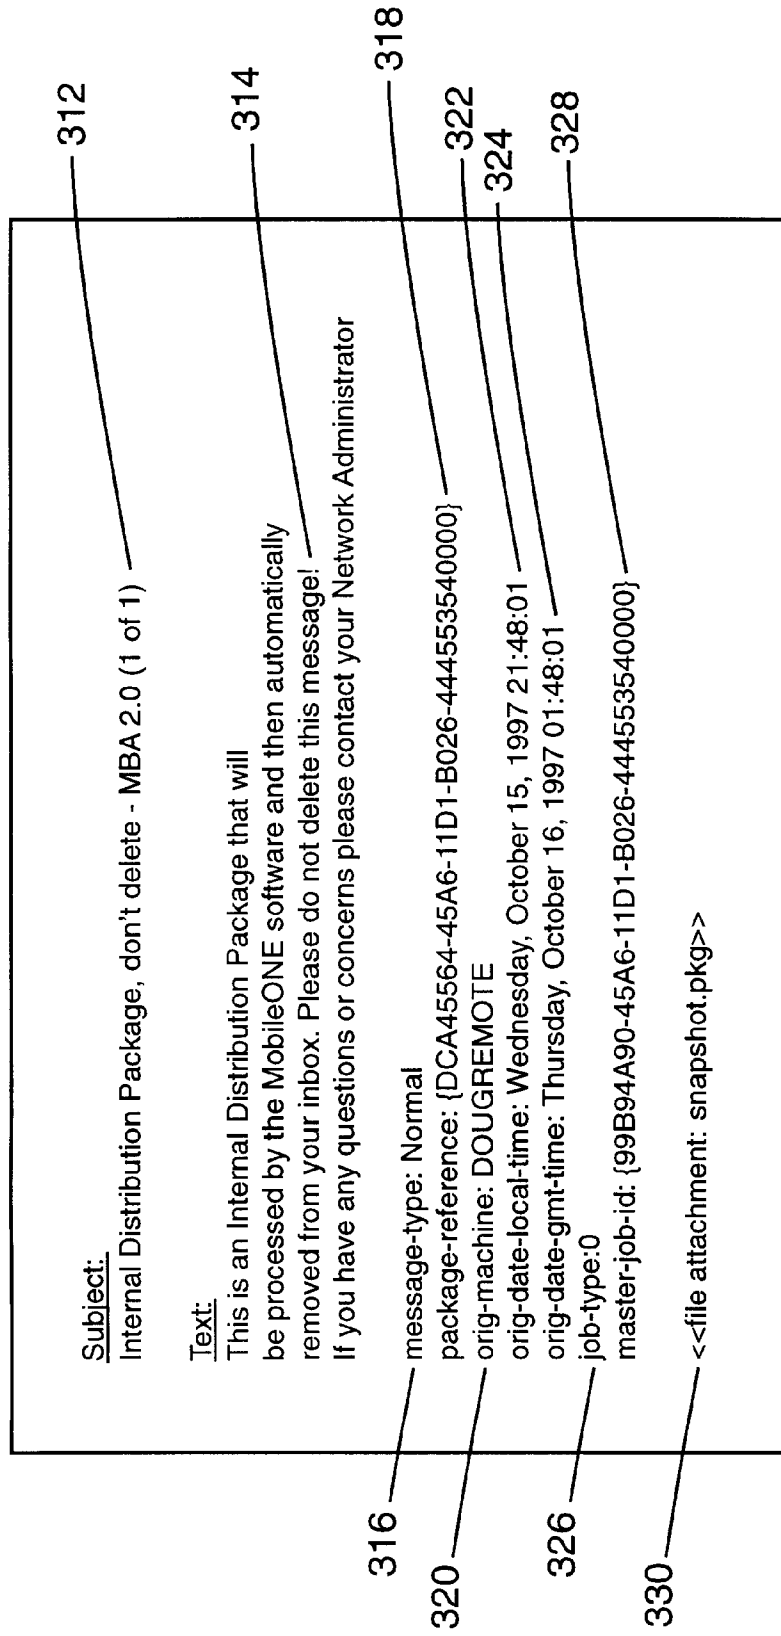 Subject:
Internal Distribution Package, don't delete - MBA 2.0 (1 of 1)
312
Text:
This is an Internal Distribution Package that will
be processed by the MobileONE software and then automatically
removed from your inbox. Please do not delete this message!
314
If you have any questions or concerns please contact your Network Administrator
316
message-type: Normal
package-reference: {DCA45564-45A6-11D1-B026-444553540000}
318
320
orig-machine: DOUGREMOTE
orig-date-local-time: Wednesday, October 15, 1997 21:48:01
322
orig-date-gmt-time: Thursday, October 16, 1997 01:48:01
324
326
job-type:0
master-job-id: {99B94A90-45A6-11D1-B026-444553540000}
328
330
<<file attachment: snapshot.pkg>>